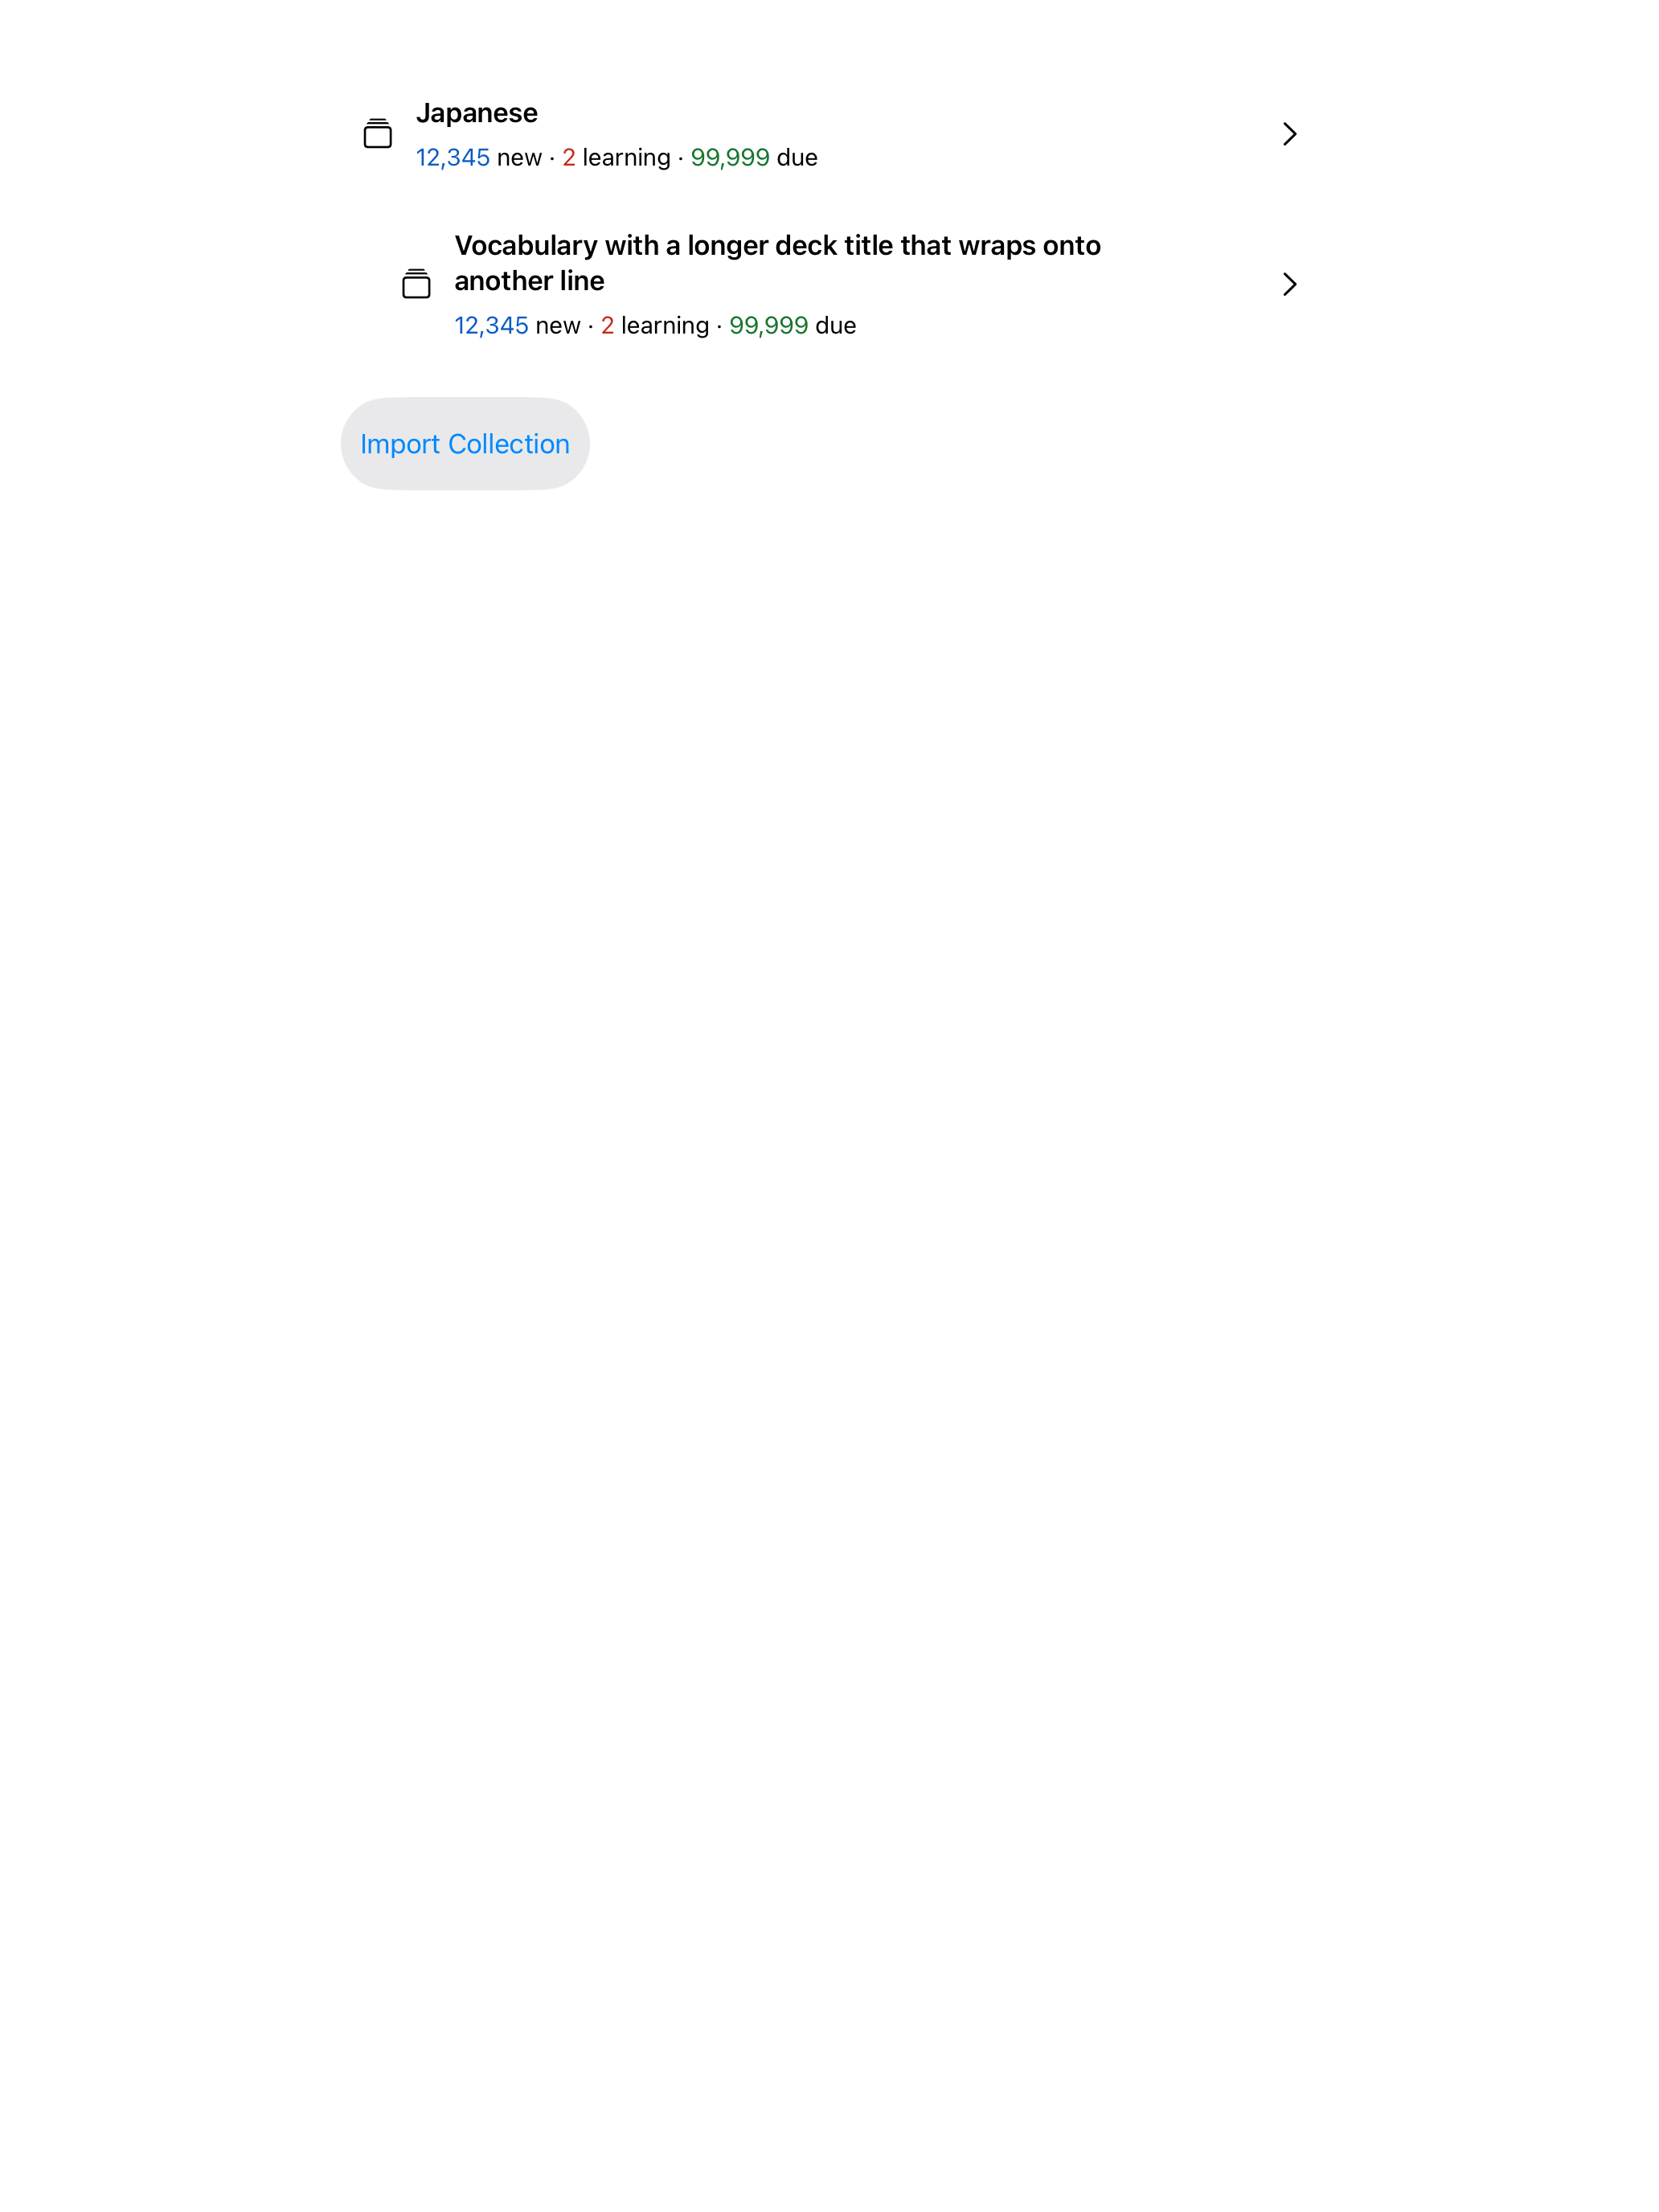 Japanese
12,345 new · 2 learning · 99,999 due
Vocabulary with a longer deck title that wraps onto
another line
12,345 new · 2 learning · 99,999 due
Import Collection